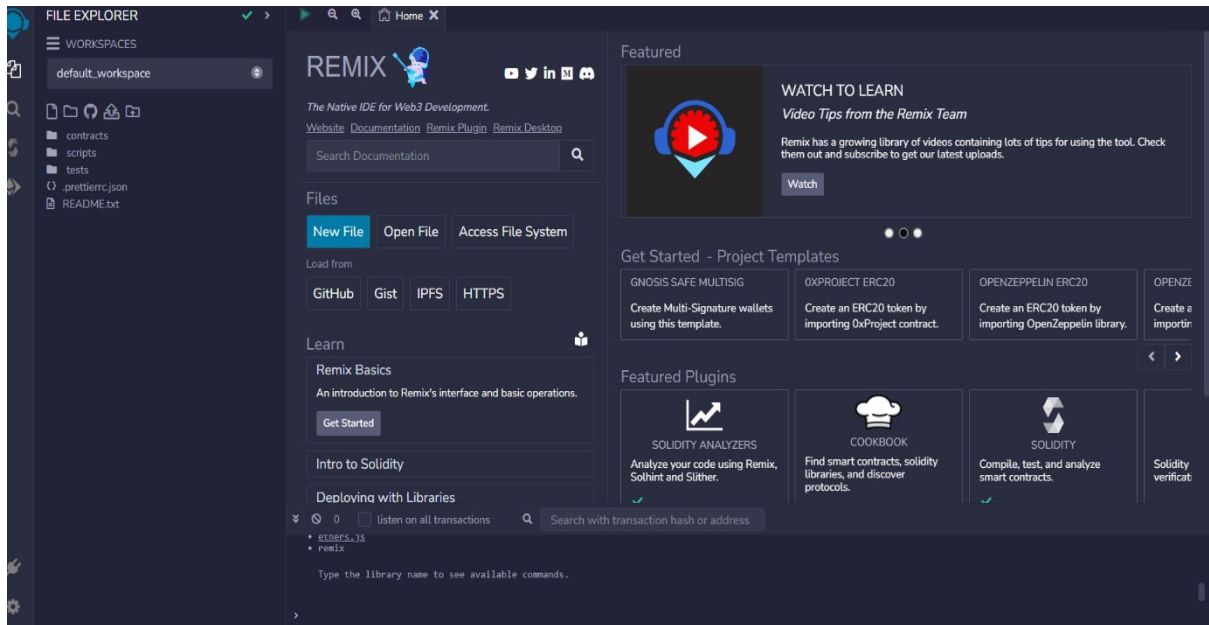 FILE EXPLORER
WORKSPACES
default_workspace
contracts
scripts
tests
.prettierrc.json
README.txt
Home
REMIX
The Native IDE for Web3 Development.
Website Documentation Remix Plugin Remix Desktop
Search Documentation
Files
New File Open File Access File System
Load from
GitHub Gist IPFS HTTPS
Learn
Remix Basics
An introduction to Remix's interface and basic operations.
Get Started
Intro to Solidity
Deploying with Libraries
Featured
WATCH TO LEARN
Video Tips from the Remix Team
Remix has a growing library of videos containing lots of tips for using the tool. Check
them out and subscribe to get our latest uploads.
Watch
Get Started - Project Templates
GNOSIS SAFE MULTISIG
Create Multi-Signature wallets
using this template.
0XPROJECT ERC20
Create an ERC20 token by
importing 0xProject contract.
OPENZEPPELIN ERC20
Create an ERC20 token by
importing OpenZeppelin library.
OPENZE
Create a
importin
Featured Plugins
SOLIDITY ANALYZERS
Analyze your code using Remix,
Solhint and Slither.
COOKBOOK
Find smart contracts, solidity
libraries, and discover
protocols.
SOLIDITY
Compile, test, and analyze
smart contracts.
Solidity
verificati
0 listen on all transactions
Search with transaction hash or address
• ethers.js
• remix
Type the library name to see available commands.
>